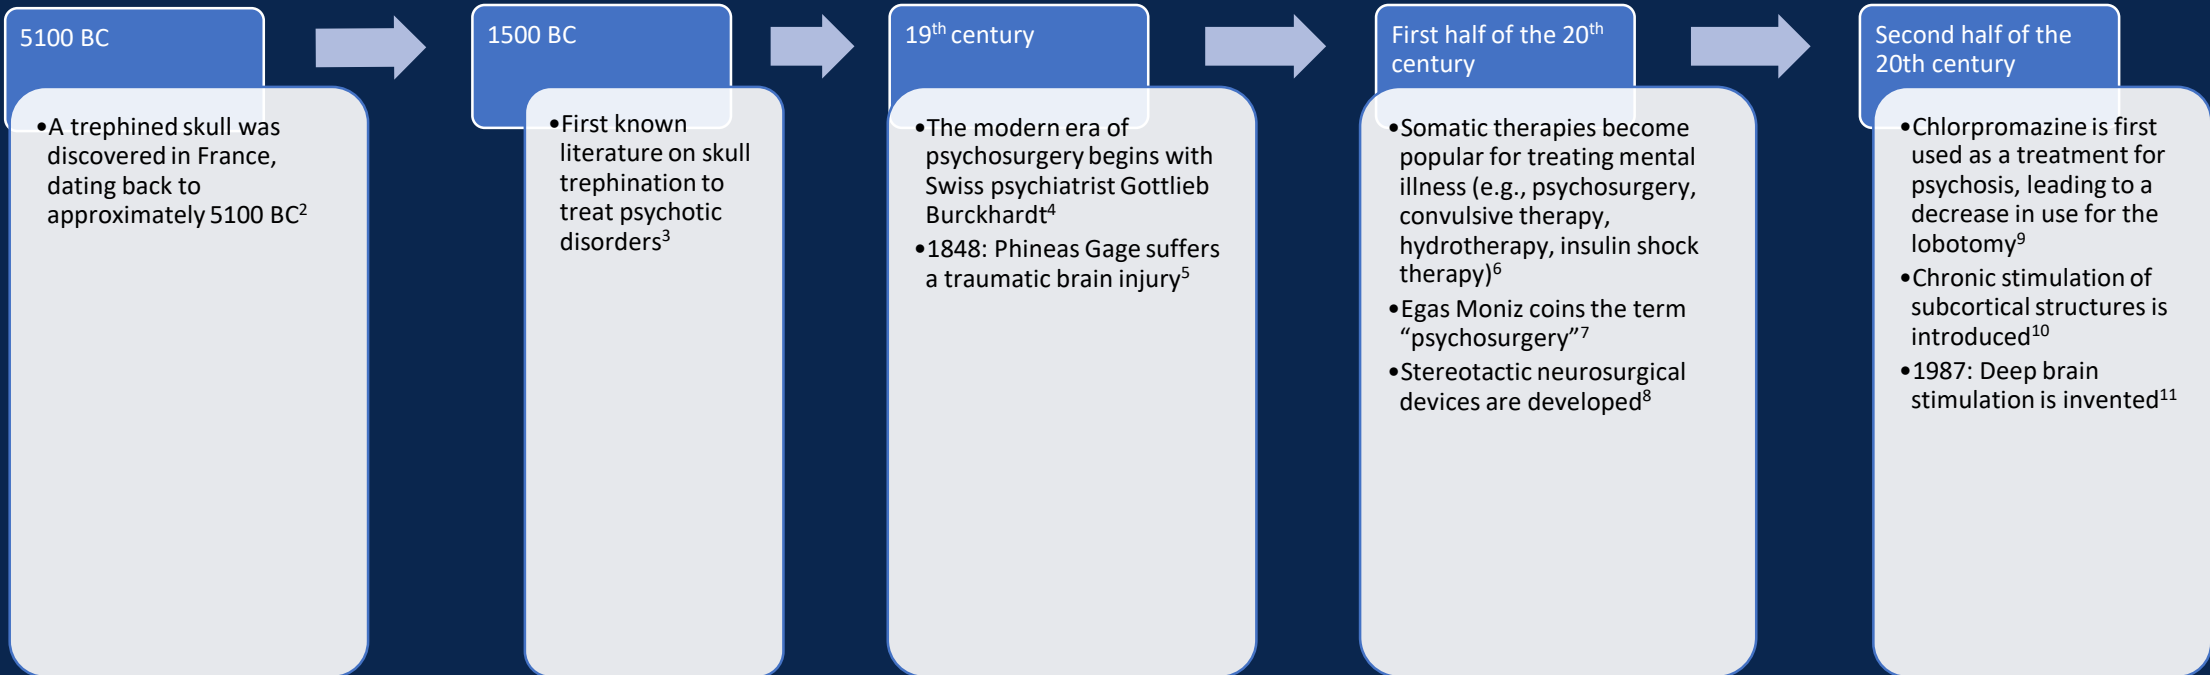 5100 BC
•A trephined skull was
discovered in France,
dating back to
approximately 5100 BC²
1500 BC
•First known
literature on skull
trephination to
treat psychotic
disorders³
19th century
•The modern era of
psychosurgery begins with
Swiss psychiatrist Gottlieb
Burckhardt⁴
•1848: Phineas Gage suffers
a traumatic brain injury⁵
First half of the 20th
century
•Somatic therapies become
popular for treating mental
illness (e.g., psychosurgery,
convulsive therapy,
hydrotherapy, insulin shock
therapy)⁶
•Egas Moniz coins the term
“psychosurgery”⁷
•Stereotactic neurosurgical
devices are developed⁸
Second half of the
20th century
•Chlorpromazine is first
used as a treatment for
psychosis, leading to a
decrease in use for the
lobotomy⁹
•Chronic stimulation of
subcortical structures is
introduced¹⁰
•1987: Deep brain
stimulation is invented¹¹